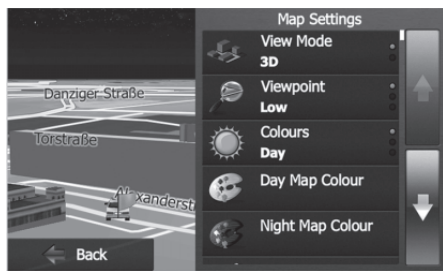 Map Settings
View Mode
3D
Viewpoint
Low
Colours
Day
Day Map Colour
Night Map Colour
Danziger Straße
Torstraße
Alexanderst
Back